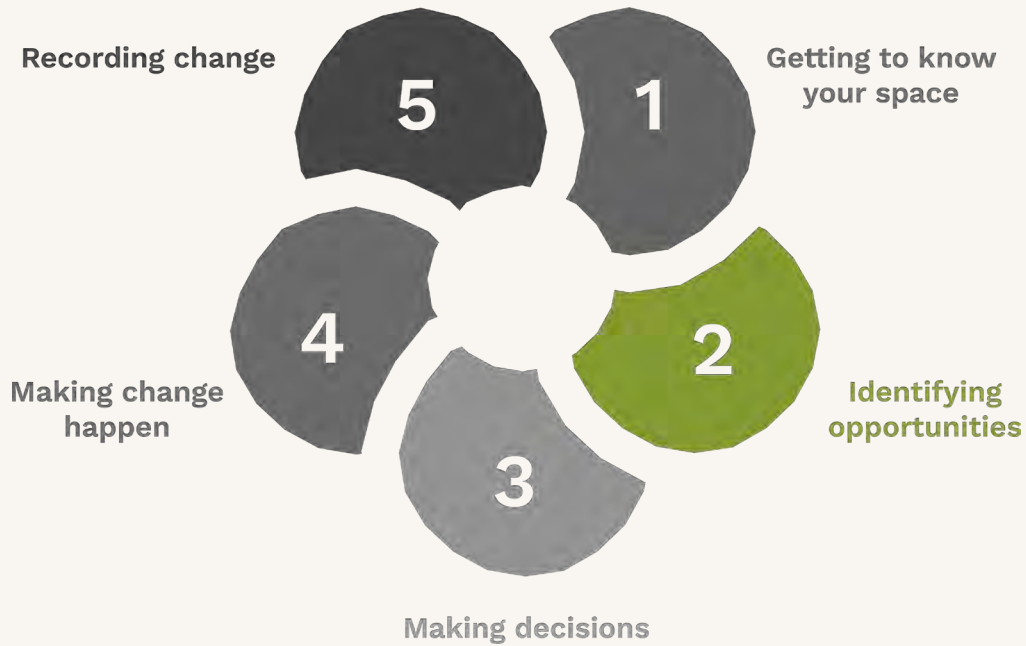 1
Getting to know
your space
2
Identifying
opportunities
3
Making decisions
4
Making change
happen
5
Recording change